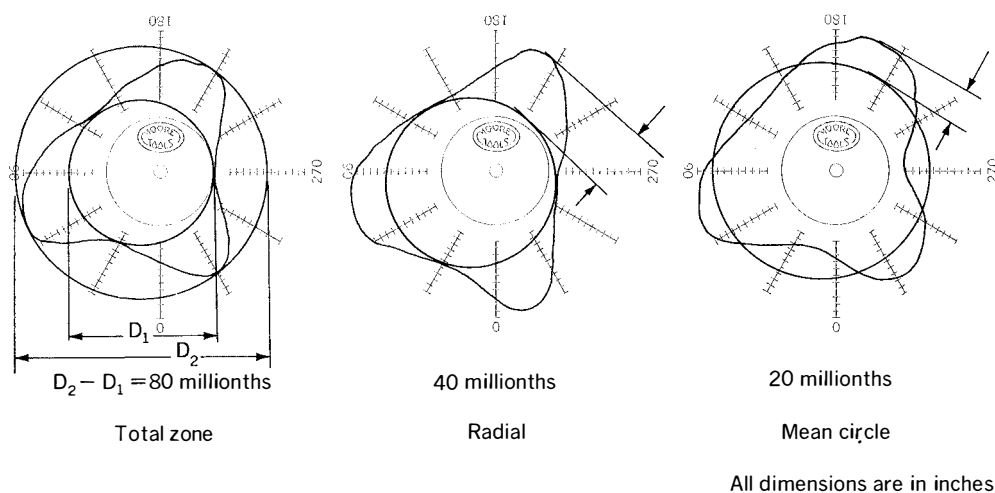 180 180 180
MOORE TOOLS MOORE TOOLS MOORE TOOLS
90 270 90 270 90 270
0 0 0
D₁
D₂
D₂ – D₁ = 80 millionths 40 millionths 20 millionths
Total zone Radial Mean circle
All dimensions are in inches